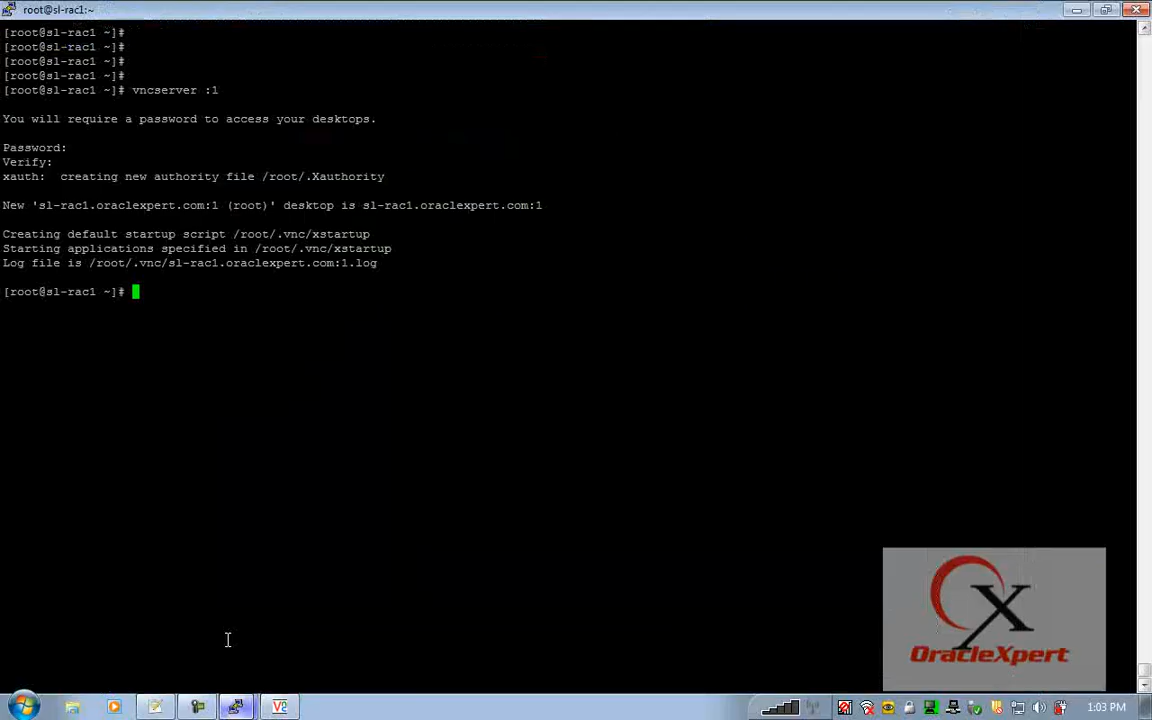 root@sl-rac1:~
[root@sl-rac1 ~]#
[root@sl-rac1 ~]#
[root@sl-rac1 ~]#
[root@sl-rac1 ~]#
[root@sl-rac1 ~]# vncserver :1
You will require a password to access your desktops.
Password:
Verify:
xauth:  creating new authority file /root/.Xauthority
New 'sl-rac1.oraclexpert.com:1 (root)' desktop is sl-rac1.oraclexpert.com:1
Creating default startup script /root/.vnc/xstartup
Starting applications specified in /root/.vnc/xstartup
Log file is /root/.vnc/sl-rac1.oraclexpert.com:1.log
[root@sl-rac1 ~]#
OX
OracleXpert
V2
1:03 PM